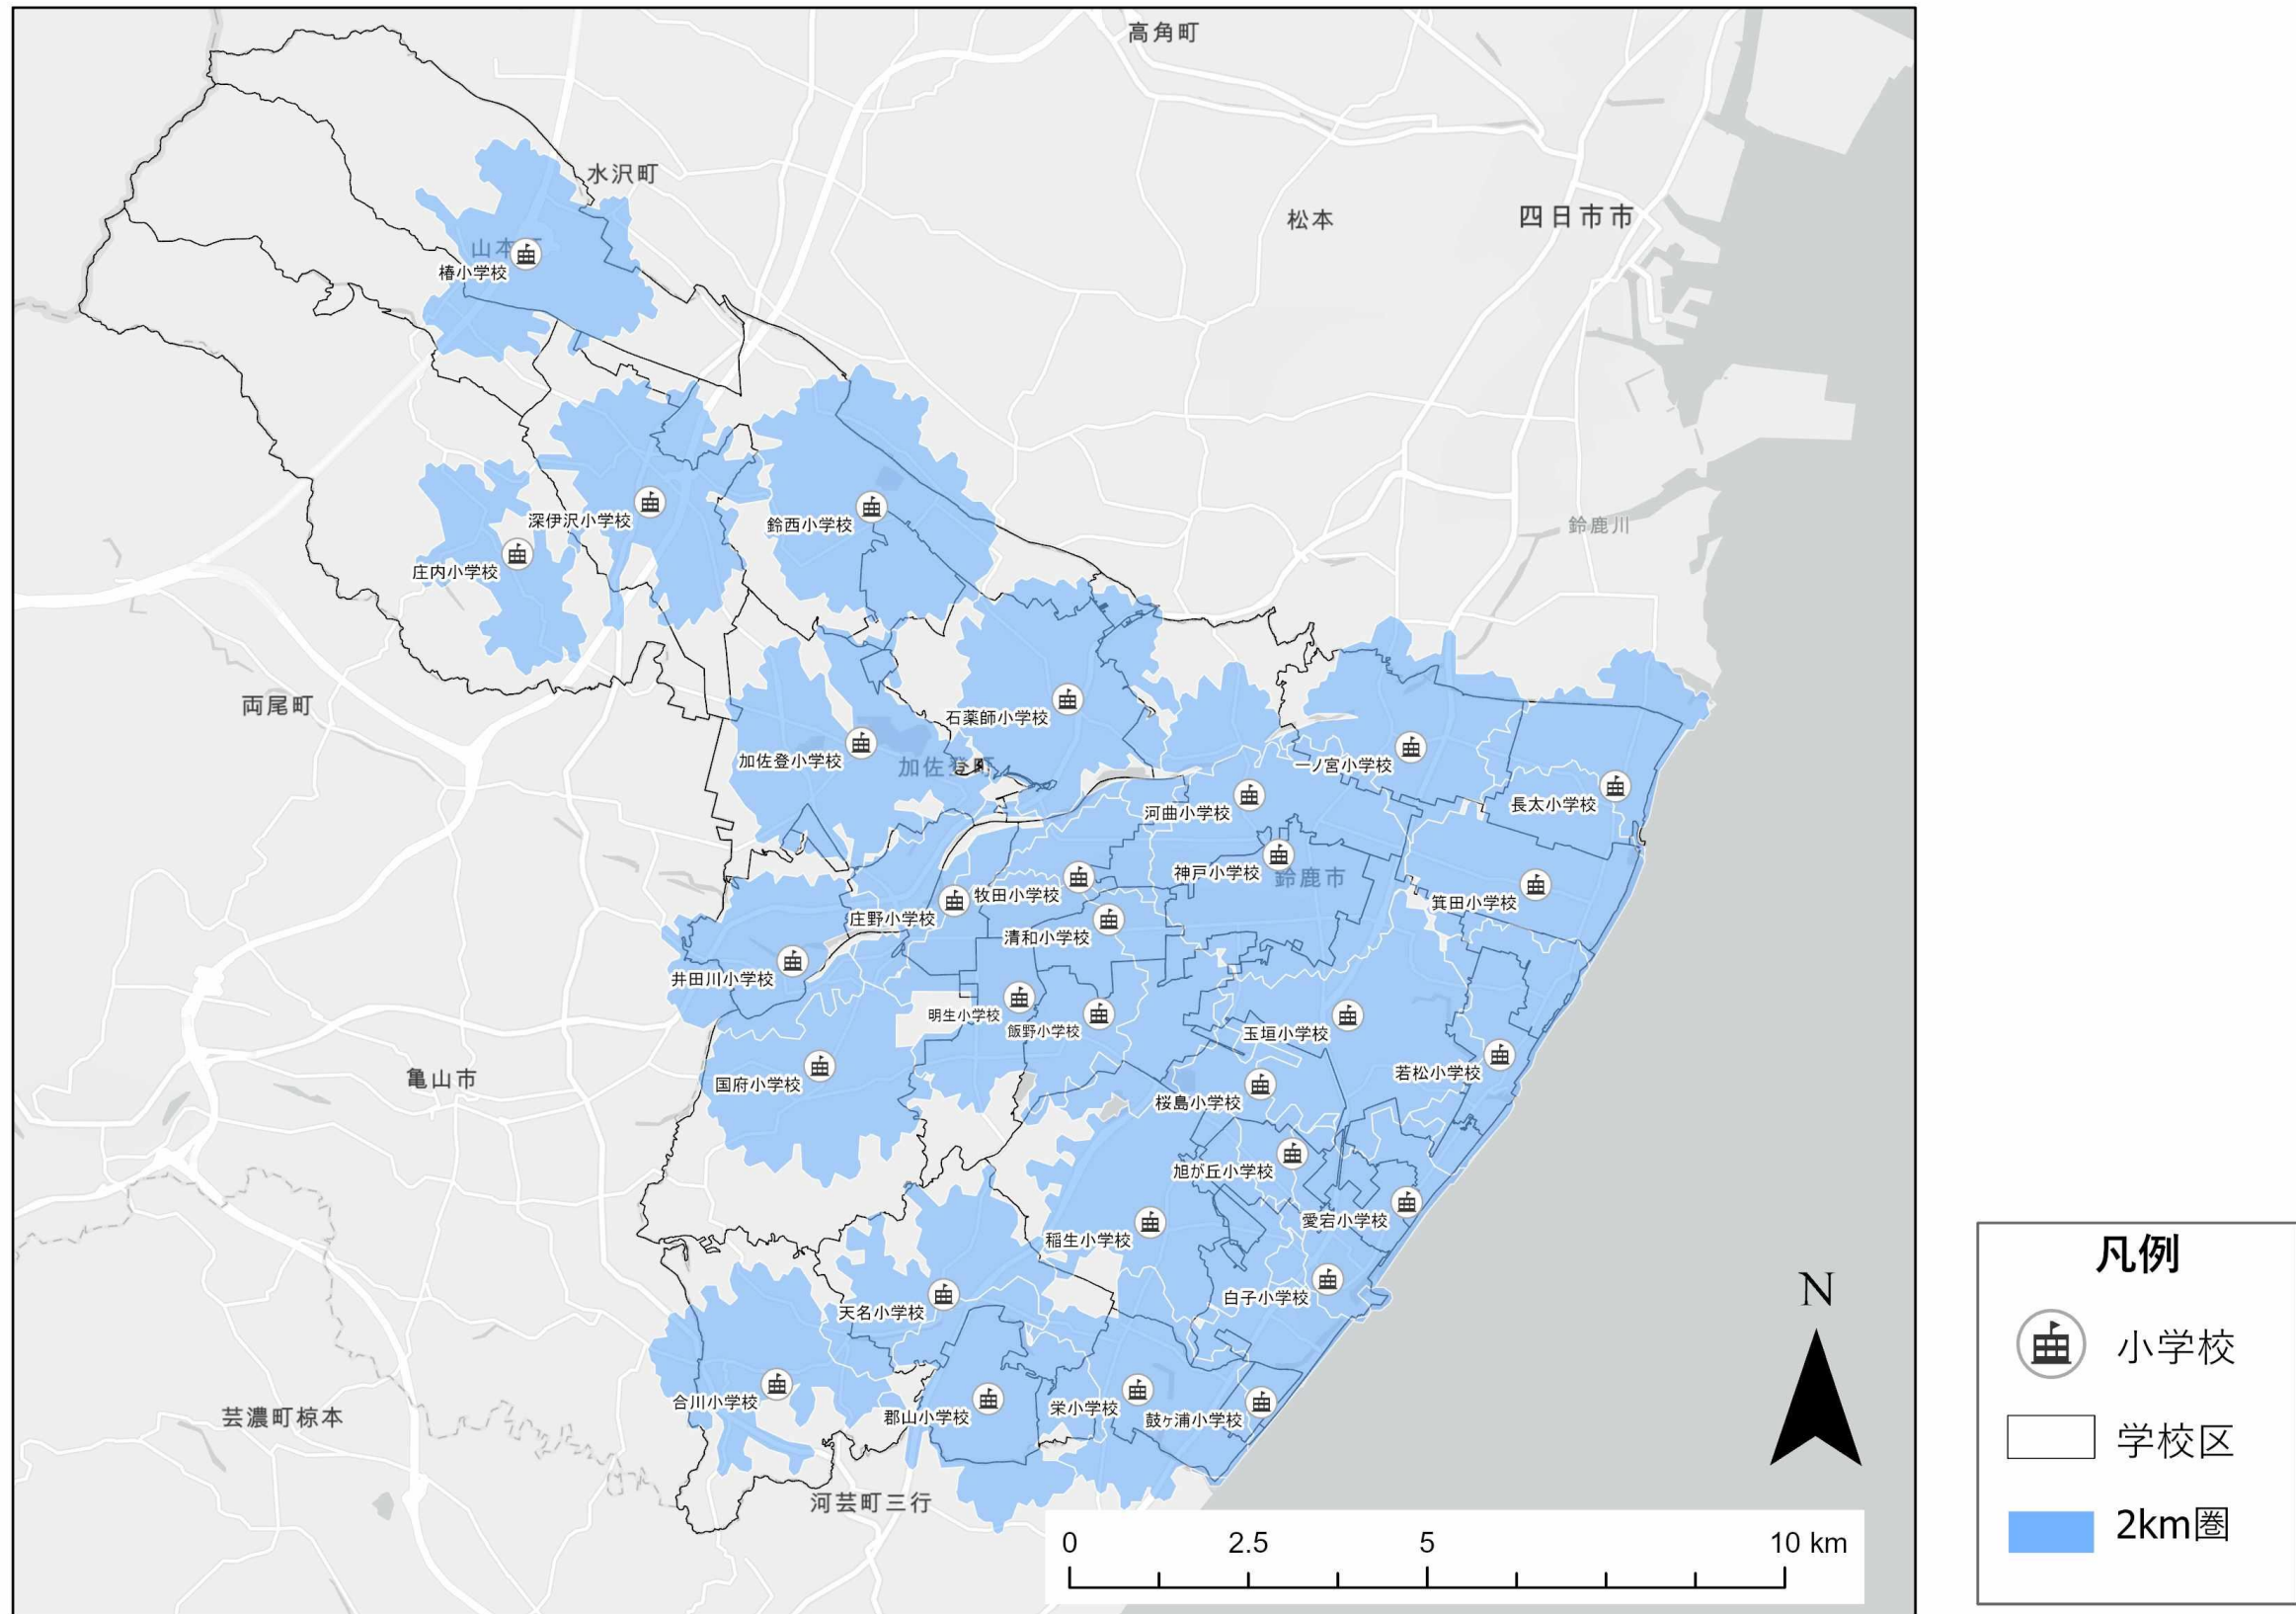 高角町
水沢町
松本
四日市市
椿小学校
鈴鹿川
深伊沢小学校
鈴西小学校
庄内小学校
両尾町
石薬師小学校
加佐登小学校
加佐登町
一ノ宮小学校
長太小学校
河曲小学校
神戸小学校
鈴鹿市
牧田小学校
箕田小学校
庄野小学校
清和小学校
井田川小学校
明生小学校
飯野小学校
玉垣小学校
亀山市
国府小学校
若松小学校
桜島小学校
旭が丘小学校
愛宕小学校
稲生小学校
白子小学校
天名小学校
合川小学校
郡山小学校
栄小学校
鼓ヶ浦小学校
芸濃町椋本
河芸町三行
N
0 2.5 5 10 km
凡例
小学校
学校区
2km圏